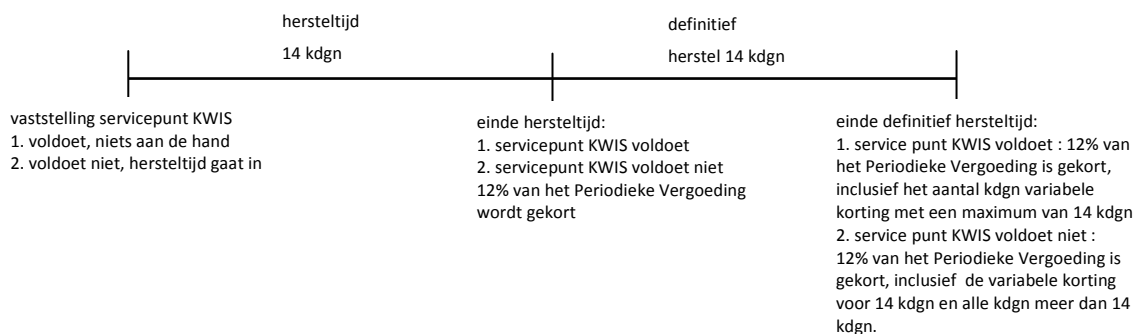 hersteltijd
14 kdgn
definitief
herstel 14 kdgn
vaststelling servicepunt KWIS
1. voldoet, niets aan de hand
2. voldoet niet, hersteltijd gaat in
einde hersteltijd:
1. servicepunt KWIS voldoet
2. servicepunt KWIS voldoet niet
12% van het Periodieke Vergoeding
wordt gekort
einde definitief hersteltijd:
1. service punt KWIS voldoet : 12% van
het Periodieke Vergoeding is gekort,
inclusief het aantal kdgn variabele
korting met een maximum van 14 kdgn
2. service punt KWIS voldoet niet :
12% van het Periodieke Vergoeding is
gekort, inclusief de variabele korting
voor 14 kdgn en alle kdgn meer dan 14
kdgn.